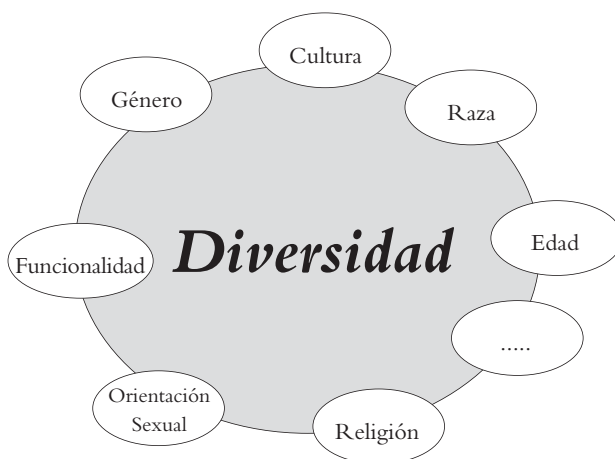 Cultura
Género
Raza
Diversidad
Edad
Funcionalidad
.....
Orientación
Sexual
Religión